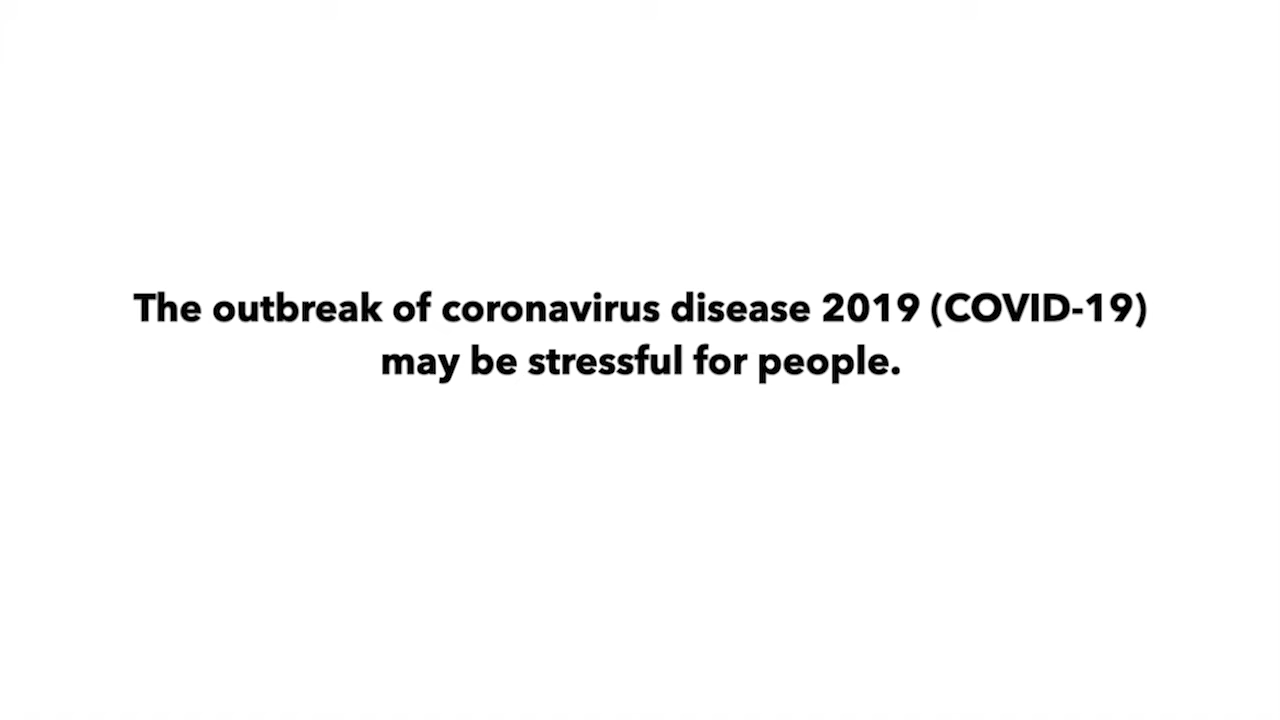 The outbreak of coronavirus disease 2019 (COVID-19)
may be stressful for people.